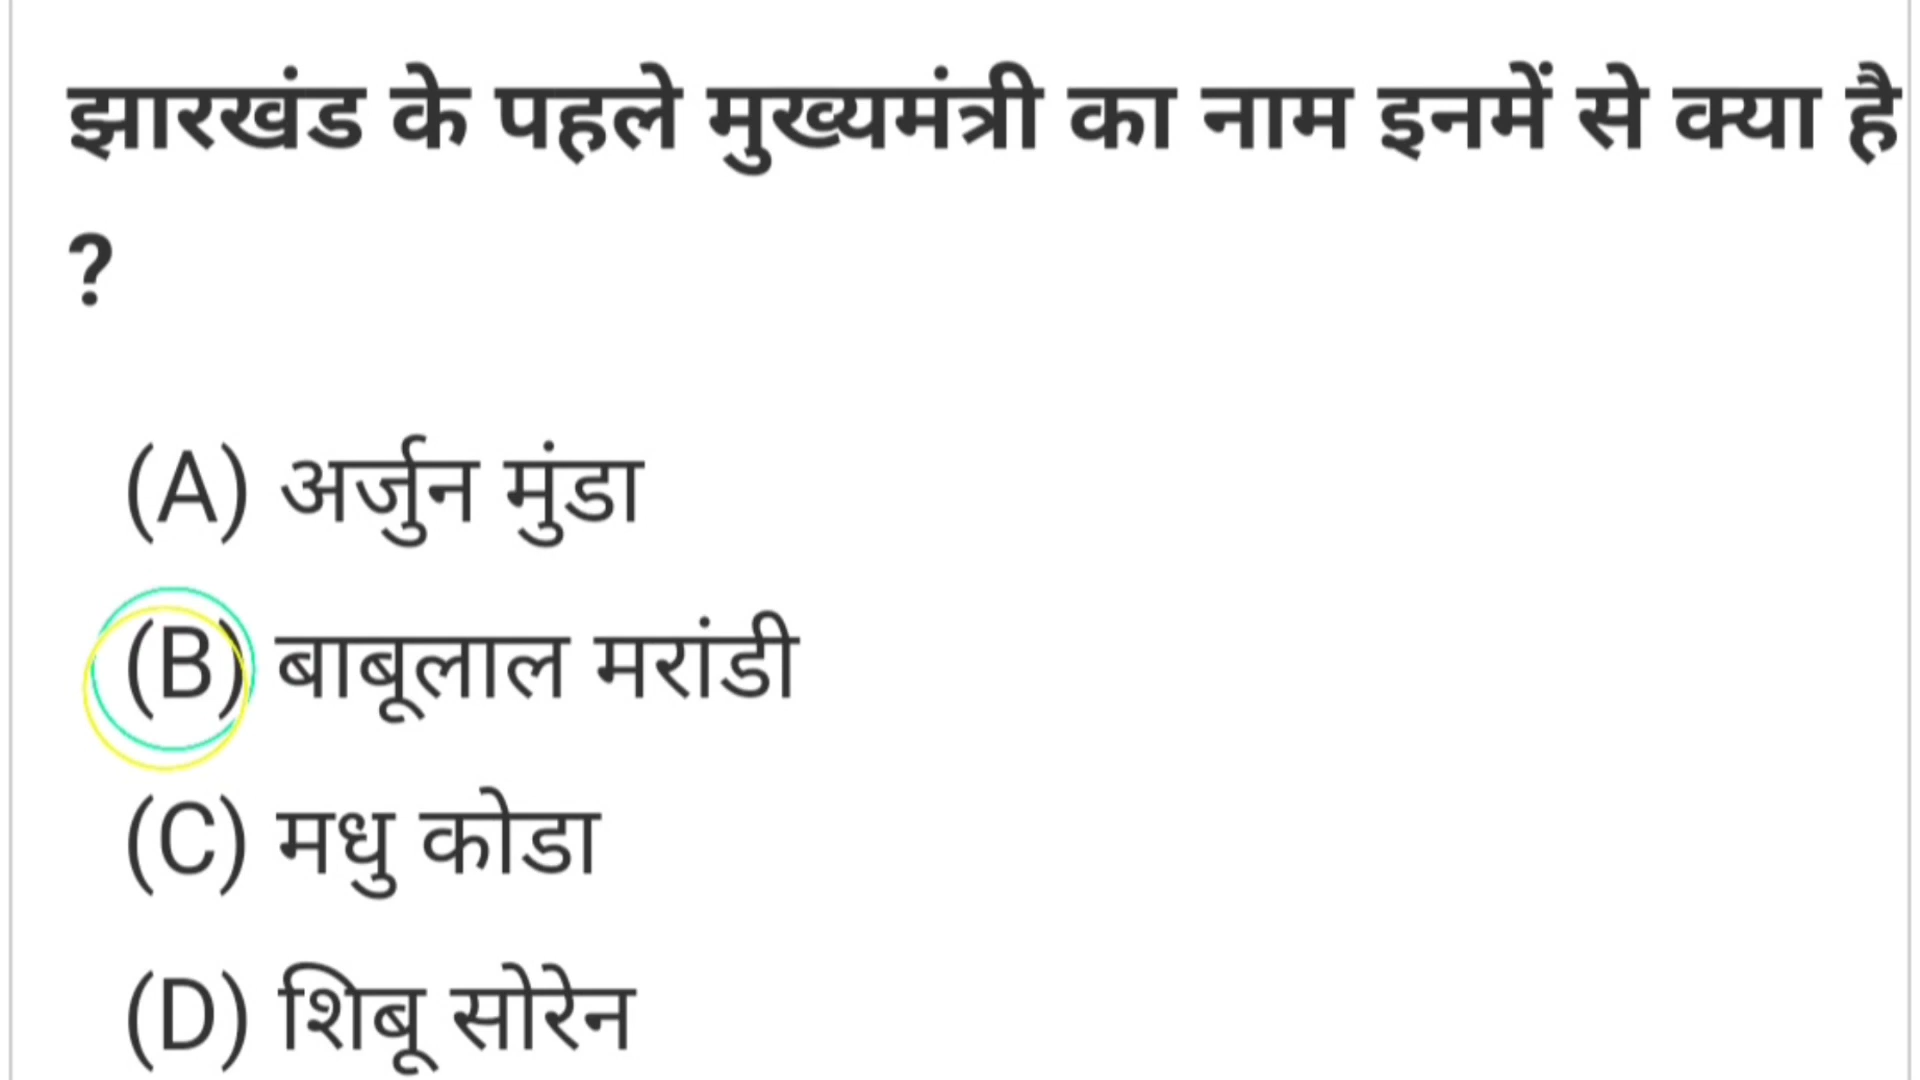 झारखंड के पहले मुख्यमंत्री का नाम इनमें से क्या है
?
(A) अर्जुन मुंडा
(B) बाबूलाल मरांडी
(C) मधु कोडा
(D) शिबू सोरेन